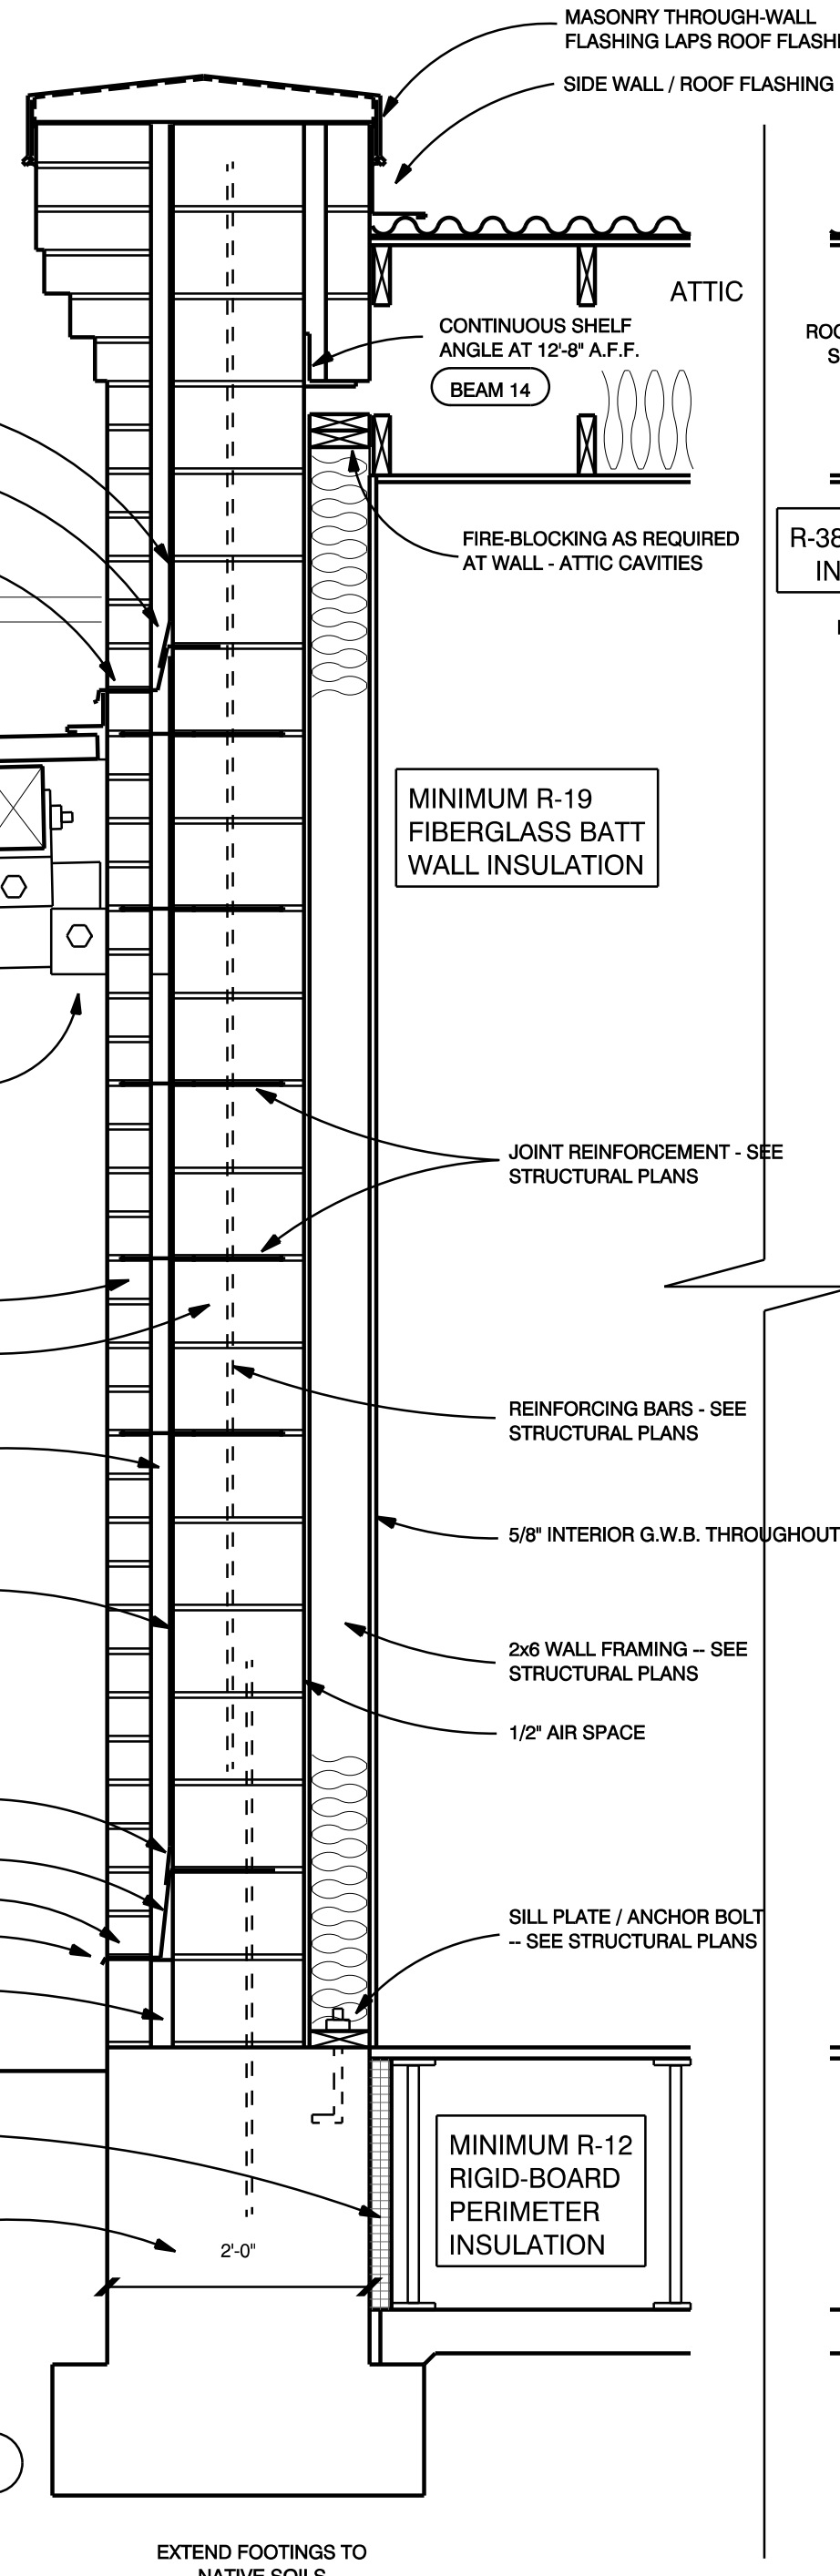 MASONRY THROUGH-WALL
FLASHING LAPS ROOF
SIDE WALL / ROOF FLASHING
ATTIC
CONTINUOUS SHELF
ANGLE AT 12'-8" A.F.F.
BEAM 14
FIRE-BLOCKING AS REQUIRED
AT WALL - ATTIC CAVITIES
R-38
MINIMUM R-19
FIBERGLASS BATT
WALL INSULATION
JOINT REINFORCEMENT - SEE
STRUCTURAL PLANS
REINFORCING BARS - SEE
STRUCTURAL PLANS
5/8" INTERIOR G.W.B. THROUGHOUT
2x6 WALL FRAMING -- SEE
STRUCTURAL PLANS
1/2" AIR SPACE
SILL PLATE / ANCHOR BOLT
-- SEE STRUCTURAL PLANS
MINIMUM R-12
RIGID-BOARD
PERIMETER
INSULATION
2'-0"
EXTEND FOOTINGS TO
NATIVE SOILS